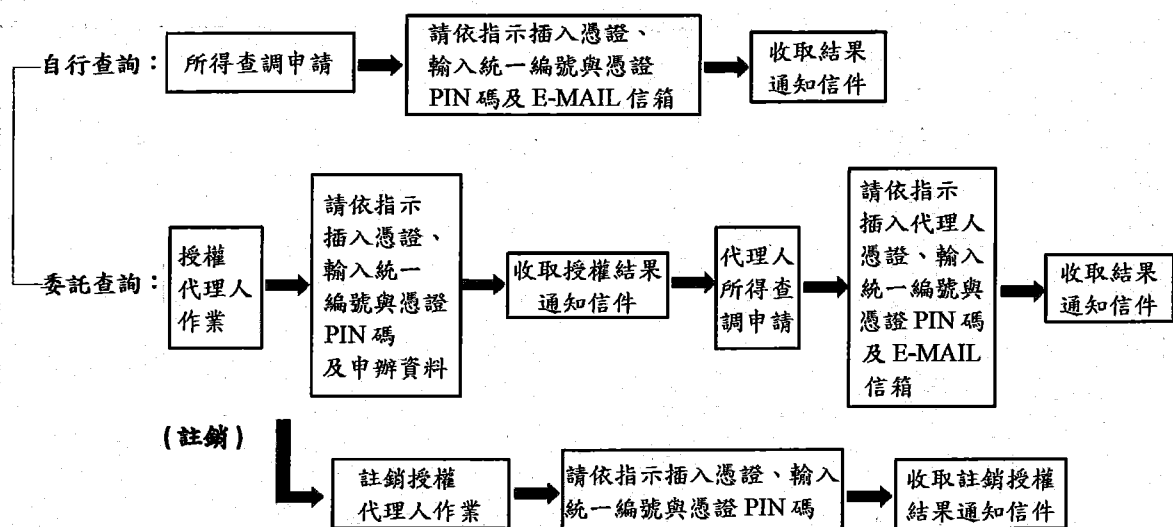 自行查詢：
所得查調申請
請依指示插入憑證、
輸入統一編號與憑證
PIN 碼及 E-MAIL 信箱
收取結果
通知信件
委託查詢：
授權
代理人
作業
請依指示
插入憑證、
輸入統一
編號與憑證
PIN 碼
及申辦資料
收取授權結果
通知信件
代理人
所得查
調申請
請依指示
插入代理人
憑證、輸入
統一編號與
憑證 PIN 碼
及 E-MAIL
信箱
收取結果
通知信件
(註銷)
註銷授權
代理人作業
請依指示插入憑證、輸入
統一編號與憑證 PIN 碼
收取註銷授權
結果通知信件